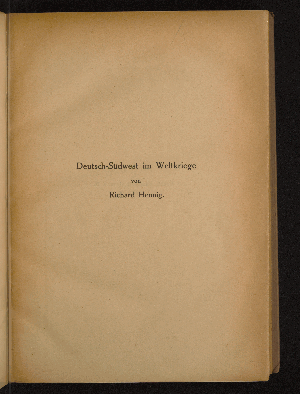 Deutsch-Südwest im Weltkriege
von
Richard Hennig.